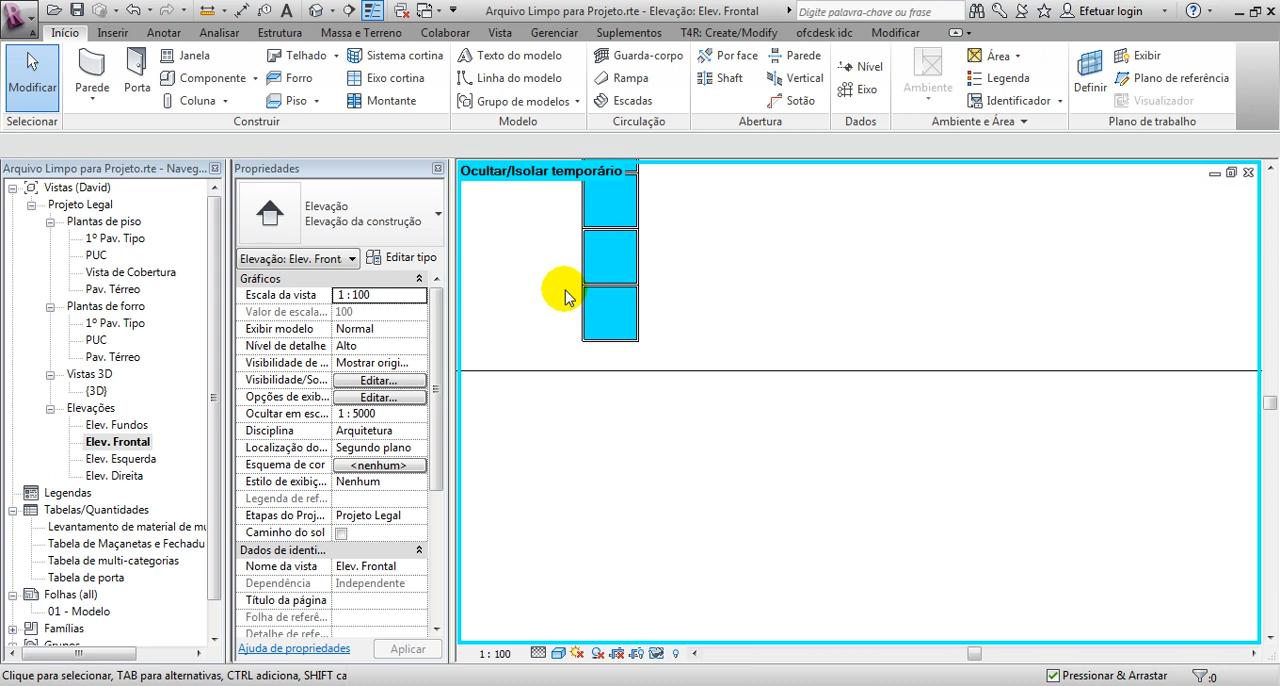 Arquivo Limpo para Projeto.rte - Elevação: Elev. Frontal
Digite palavra-chave ou frase
Efetuar login
Início
Inserir
Anotar
Analisar
Estrutura
Massa e Terreno
Colaborar
Vista
Gerenciar
Suplementos
T4R: Create/Modify
ofcdesk idc
Modificar
Modificar
Parede
Porta
Janela
Componente
Coluna
Telhado
Forro
Piso
Sistema cortina
Eixo Cortina
Montante
Texto do modelo
Linha do modelo
Grupo de modelos
Guarda-corpo
Rampa
Escadas
Por face
Shaft
Parede
Vertical
Sotão
Nível
Eixo
Ambiente
Área
Legenda
Identificador
Definir
Exibir
Plano de referência
Visualizador
Selecionar
Construir
Modelo
Circulação
Abertura
Dados
Ambiente e Área
Plano de trabalho
Arquivo Limpo para Projeto.rte - Naveg...
Vistas (David)
Projeto Legal
Plantas de piso
1º Pav. Tipo
PUC
Vista de Cobertura
Pav. Térreo
Plantas de forro
1º Pav. Tipo
PUC
Pav. Térreo
Vistas 3D
{3D}
Elevações
Elev. Fundos
Elev. Frontal
Elev. Esquerda
Elev. Direita
Legendas
Tabelas/Quantidades
Levantamento de material de mu
Tabela de Maçanetas e Fechadu
Tabela de multi-categorias
Tabela de porta
Folhas (all)
01 - Modelo
Famílias
Propriedades
Elevação
Elevação da construção
Elevação: Elev. Front
Editar tipo
Gráficos
Escala da vista 1 : 100
Valor de escala... 100
Exibir modelo Normal
Nível de detalhe Alto
Visibilidade de ... Mostrar origi...
Visibilidade/So... Editar...
Opções de exib... Editar...
Ocultar em esc... 1 : 5000
Disciplina Arquitetura
Localização do... Segundo plano
Esquema de cor <nenhum>
Estilo de exibiç... Nenhum
Legenda de ref...
Etapas do Proj... Projeto Legal
Caminho do sol
Dados de identi...
Nome da vista Elev. Frontal
Dependência Independente
Título da página
Folha de referê...
Detalhe de refe...
Ajuda de propriedades
Aplicar
Ocultar/Isolar temporário
1 : 100
Clique para selecionar, TAB para alternativas, CTRL adiciona, SHIFT ca
Pressionar & Arrastar
:0